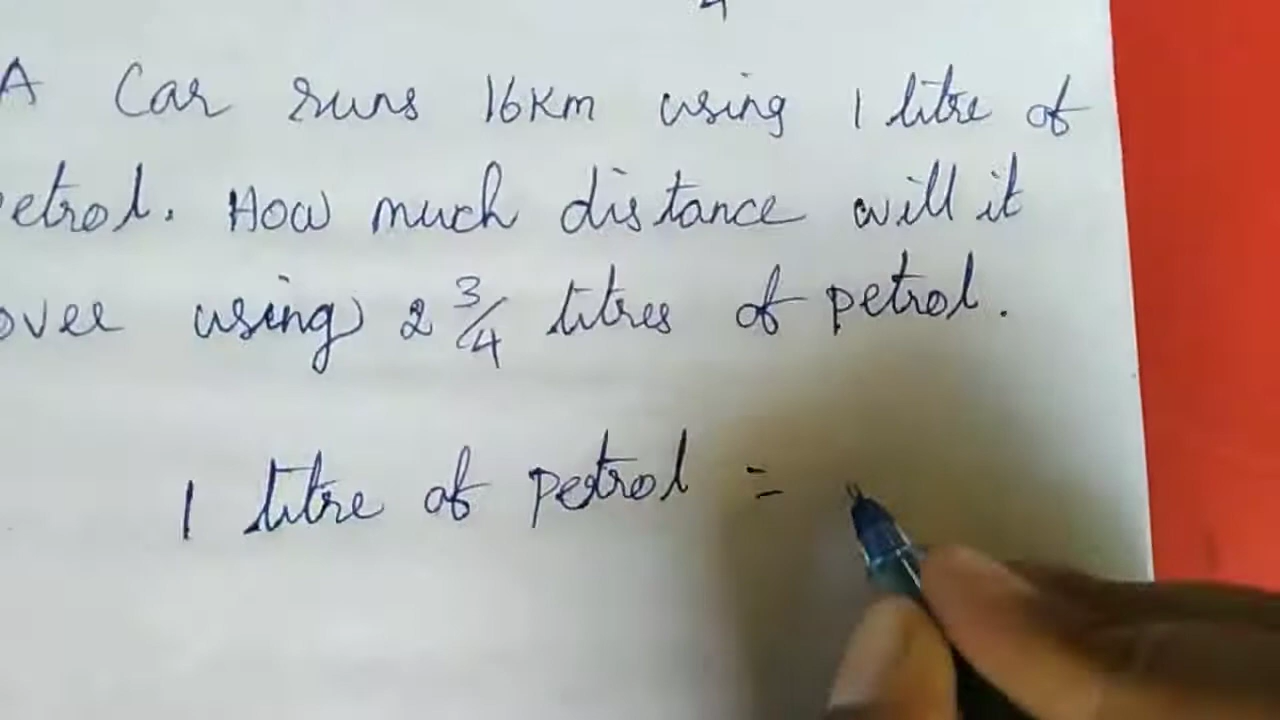 A Car runs 16Km using 1 litre of
etrol. How much distance will it
over using 2 3/4 litres of petrol.
1 litre of petrol =